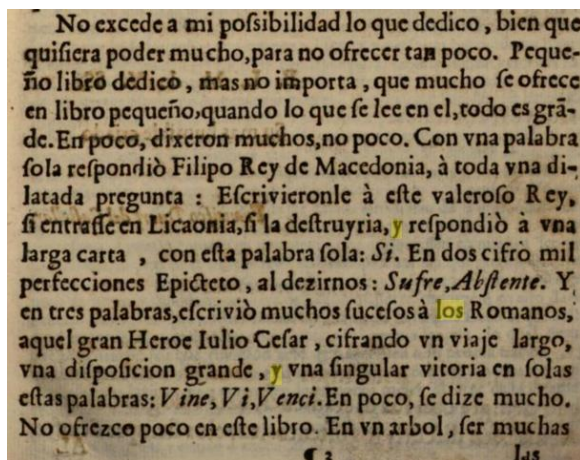 No excede a mi poſsibilidad lo que dedico, bien que
quiſiera poder mucho,para no ofrecer tan poco. Peque-
ño libro dedico, mas no importa, que mucho ſe ofrece
en libro pequeño,quando lo que ſe lee en el,todo es grã-
de. En poco, dixeron muchos,no poco. Con vna palabra
ſola reſpondiò Filipo Rey de Macedonia, à toda vna di-
latada pregunta : Eſcrivieronle à eſte valeroſo Rey,
ſi entraſſe en Licaonia,ſi la deſtruyria, y reſpondiò à vna
larga carta , con eſta palabra ſola: Si. En dos cifrò mil
perfecciones Epicteto, al dezirnos: Sufre,Abſtente. Y
en tres palabras,eſcriviò muchos ſuceſos à los Romanos,
aquel gran Heroe Iulio Ceſar, cifrando vn viaje largo,
vna diſpoſicion grande, y vna ſingular vitoria en ſolas
eſtas palabras: Vine, Vi,Venci. En poco, ſe dize mucho.
No ofrezco poco en eſte libro. En vn arbol, ſer muchas
¶ 2 las